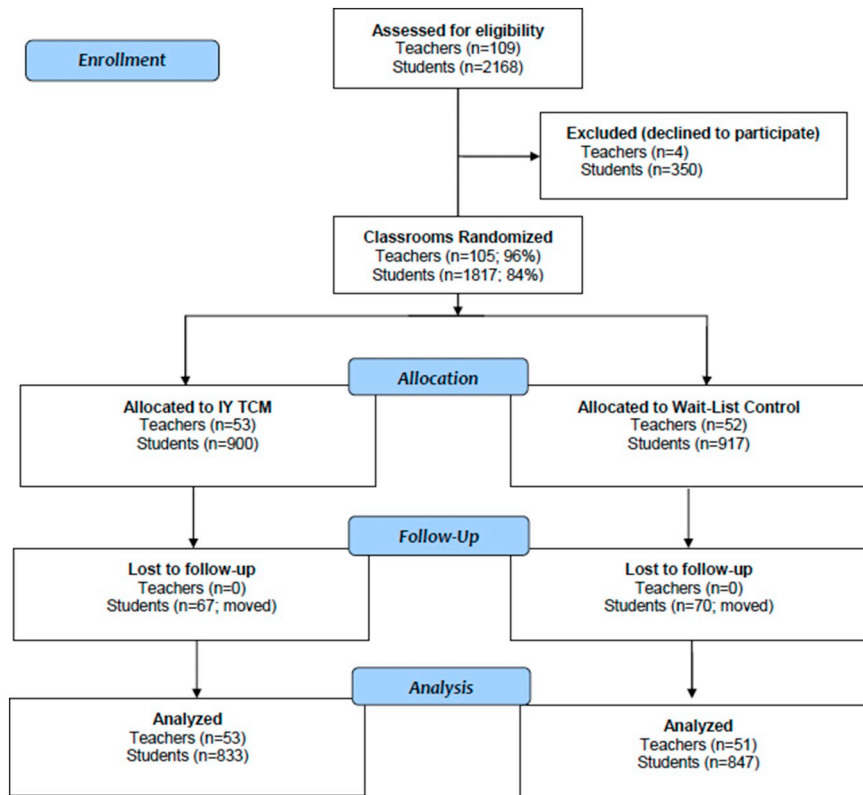 Enrollment
Assessed for eligibility
Teachers (n=109)
Students (n=2168)
Excluded (declined to participate)
Teachers (n=4)
Students (n=350)
Classrooms Randomized
Teachers (n=105; 96%)
Students (n=1817; 84%)
Allocation
Allocated to IY TCM
Teachers (n=53)
Students (n=900)
Allocated to Wait-List Control
Teachers (n=52)
Students (n=917)
Follow-Up
Lost to follow-up
Teachers (n=0)
Students (n=67; moved)
Lost to follow-up
Teachers (n=0)
Students (n=70; moved)
Analysis
Analyzed
Teachers (n=53)
Students (n=833)
Analyzed
Teachers (n=51)
Students (n=847)